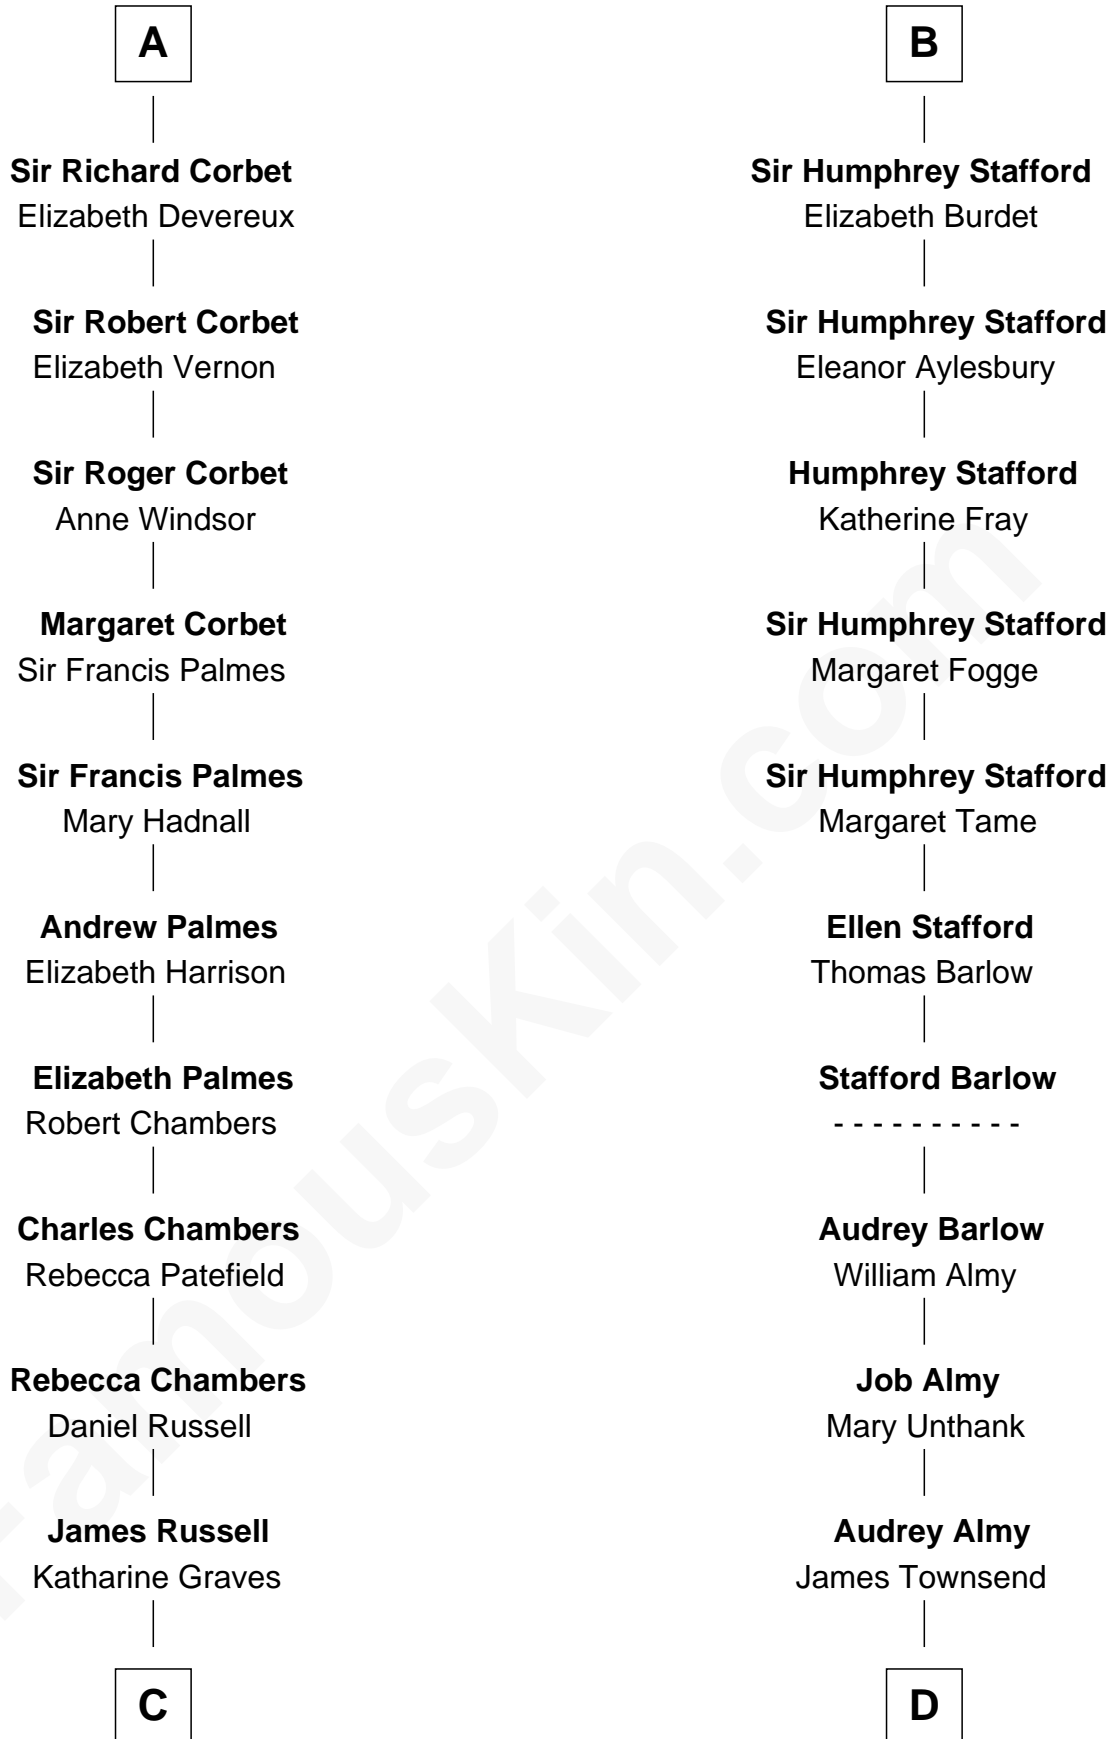 A
Sir Richard Corbet
Elizabeth Devereux
Sir Robert Corbet
Elizabeth Vernon
Sir Roger Corbet
Anne Windsor
Margaret Corbet
Sir Francis Palmes
Sir Francis Palmes
Mary Hadnall
Andrew Palmes
Elizabeth Harrison
Elizabeth Palmes
Robert Chambers
Charles Chambers
Rebecca Patefield
Rebecca Chambers
Daniel Russell
James Russell
Katharine Graves
C
B
Sir Humphrey Stafford
Elizabeth Burdet
Sir Humphrey Stafford
Eleanor Aylesbury
Humphrey Stafford
Katherine Fray
Sir Humphrey Stafford
Margaret Fogge
Sir Humphrey Stafford
Margaret Tame
Ellen Stafford
Thomas Barlow
Stafford Barlow
- - - - - - - - - -
Audrey Barlow
William Almy
Job Almy
Mary Unthank
Audrey Almy
James Townsend
D
FamousKin.com